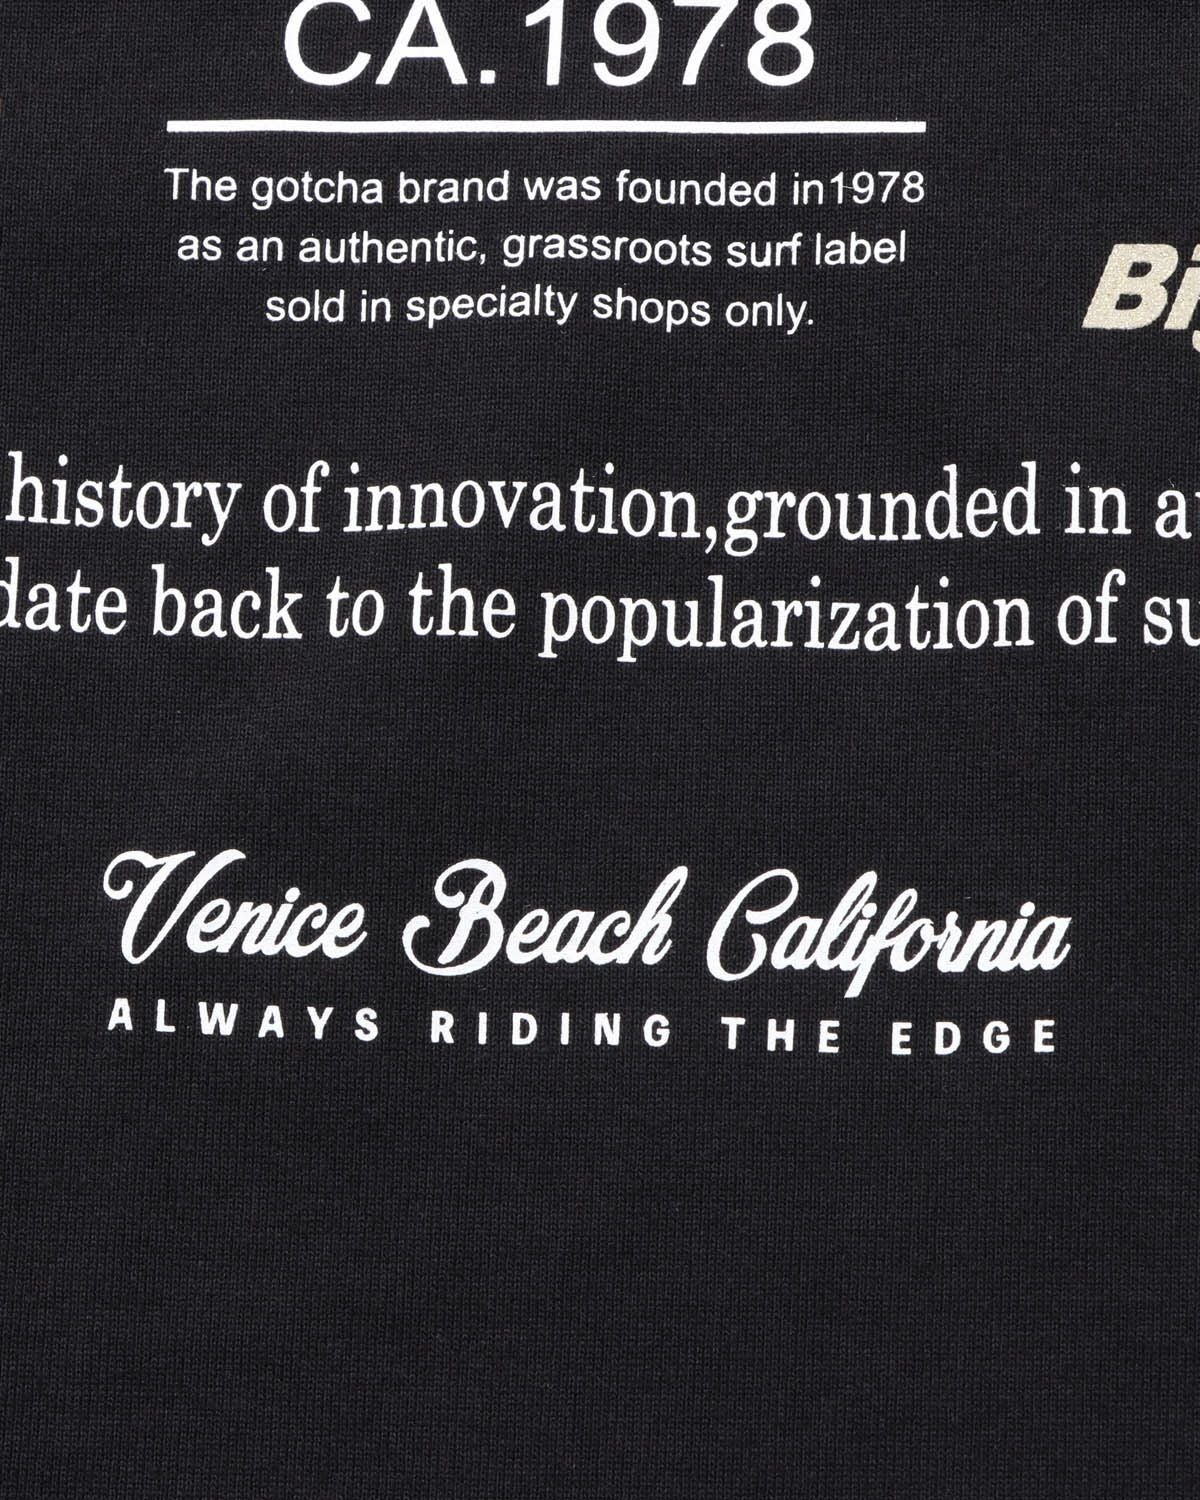 CA.1978
The gotcha brand was founded in1978
as an authentic, grassroots surf label
sold in specialty shops only.
history of innovation,grounded in a
date back to the popularization of
Venice Beach California
ALWAYS RIDING THE EDGE